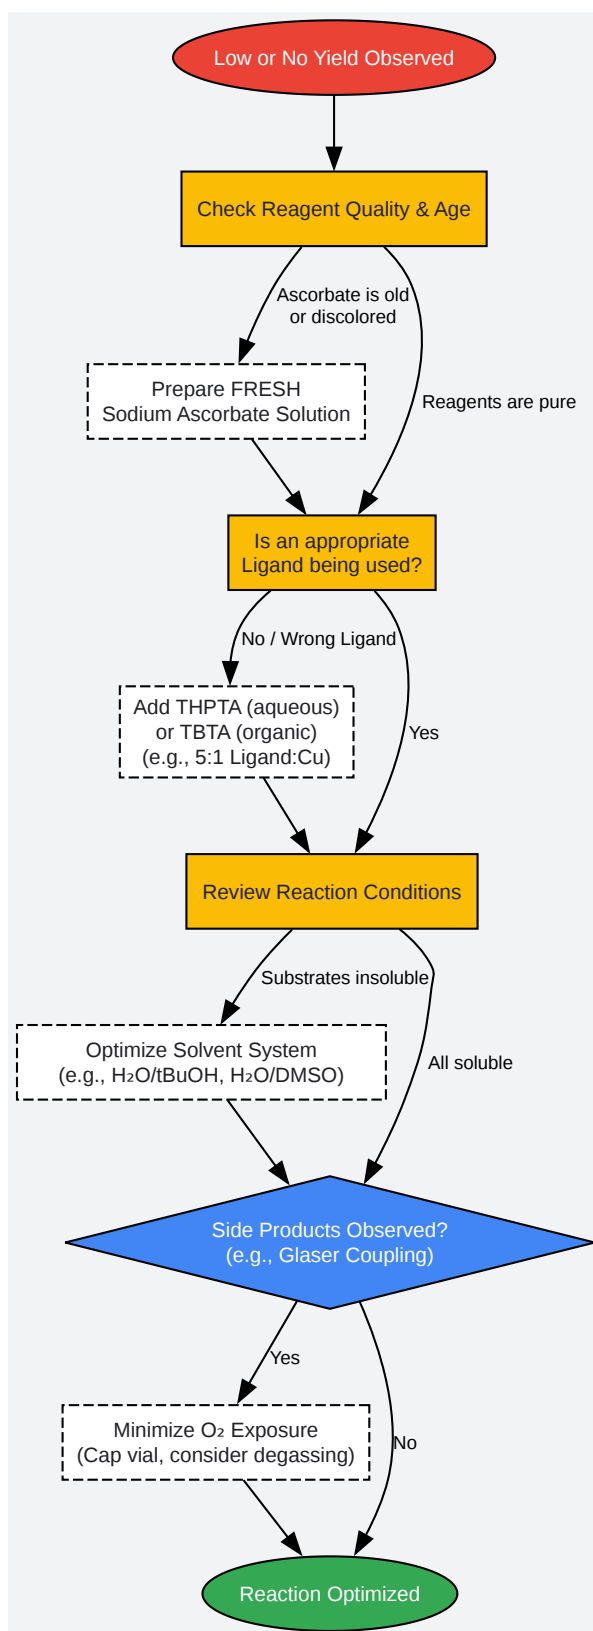 Low or No Yield Observed
Check Reagent Quality & Age
Ascorbate is old
or discolored
Prepare FRESH
Sodium Ascorbate Solution
Reagents are pure
Is an appropriate
Ligand being used?
No / Wrong Ligand
Add THPTA (aqueous)
or TBTA (organic)
(e.g., 5:1 Ligand:Cu)
Yes
Review Reaction Conditions
Substrates insoluble
Optimize Solvent System
(e.g., H₂O/tBuOH, H₂O/DMSO)
All soluble
Side Products Observed?
(e.g., Glaser Coupling)
Yes
Minimize O₂ Exposure
(Cap vial, consider degassing)
No
Reaction Optimized